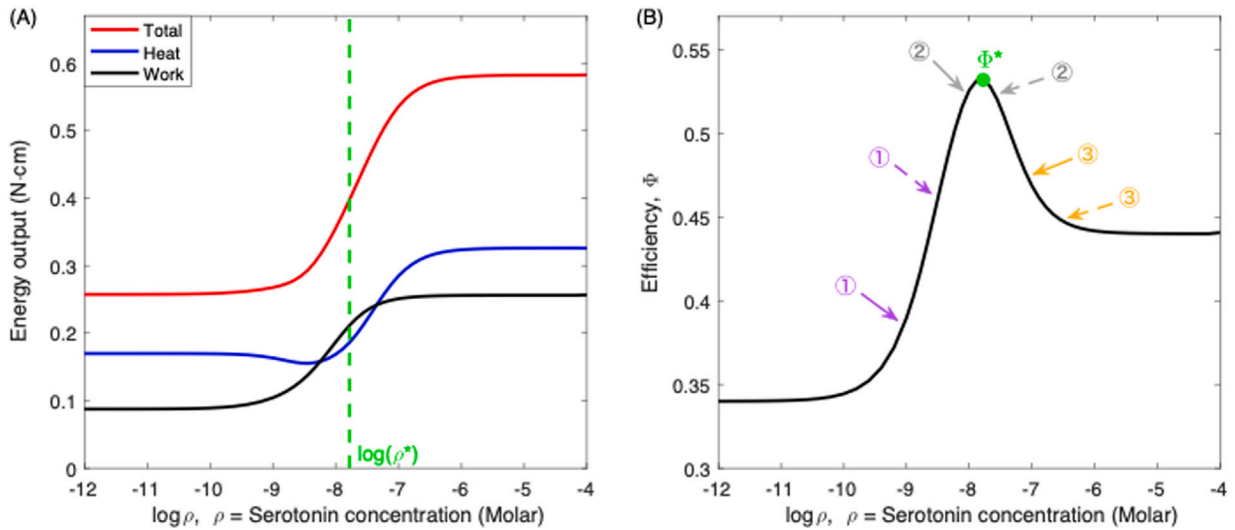 (A)
Total
Heat
Work
Energy output (N·cm)
0.6
0.5
0.4
0.3
0.2
0.1
0
log(ρ*)
-12 -11 -10 -9 -8 -7 -6 -5 -4
log ρ, ρ = Serotonin concentration (Molar)
(B)
Efficiency, Φ
0.55
0.5
0.45
0.4
0.35
0.3
②
Φ*
②
①
③
③
①
-12 -11 -10 -9 -8 -7 -6 -5 -4
log ρ, ρ = Serotonin concentration (Molar)